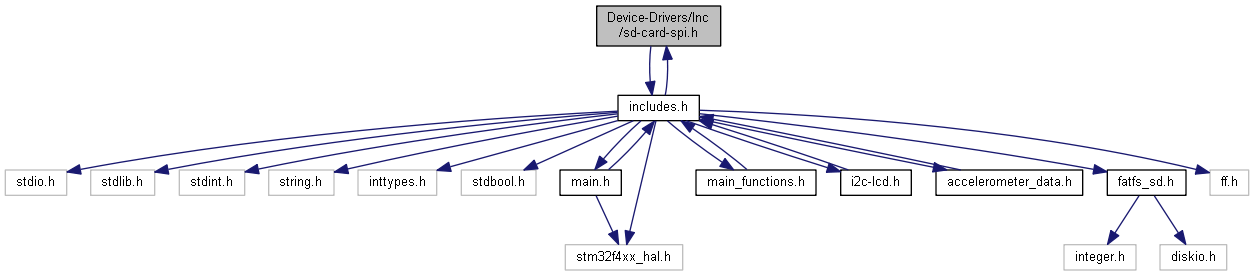 Device-Drivers/Inc
/sd-card-spi.h
includes.h
stdio.h
stdlib.h
stdint.h
string.h
inttypes.h
stdbool.h
main.h
main_functions.h
i2c-lcd.h
accelerometer_data.h
fatfs_sd.h
ff.h
stm32f4xx_hal.h
integer.h
diskio.h